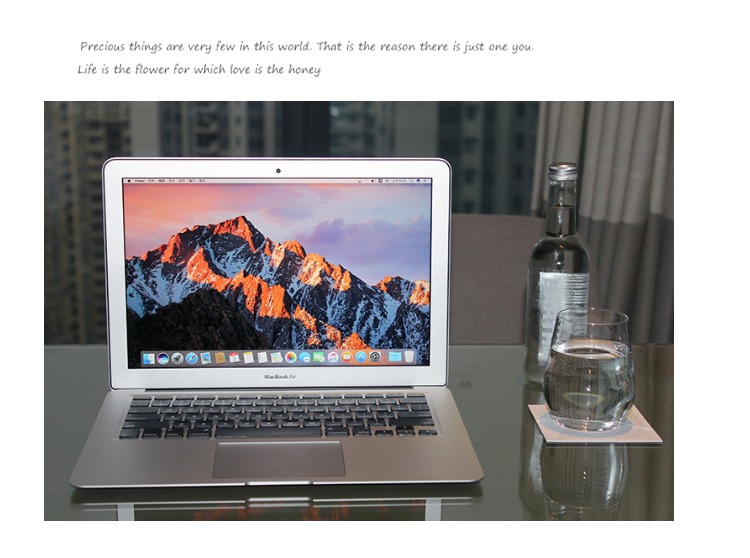 Precious things are very few in this world. That is the reason there is just one you.
Life is the flower for which love is the honey
MacBook Air